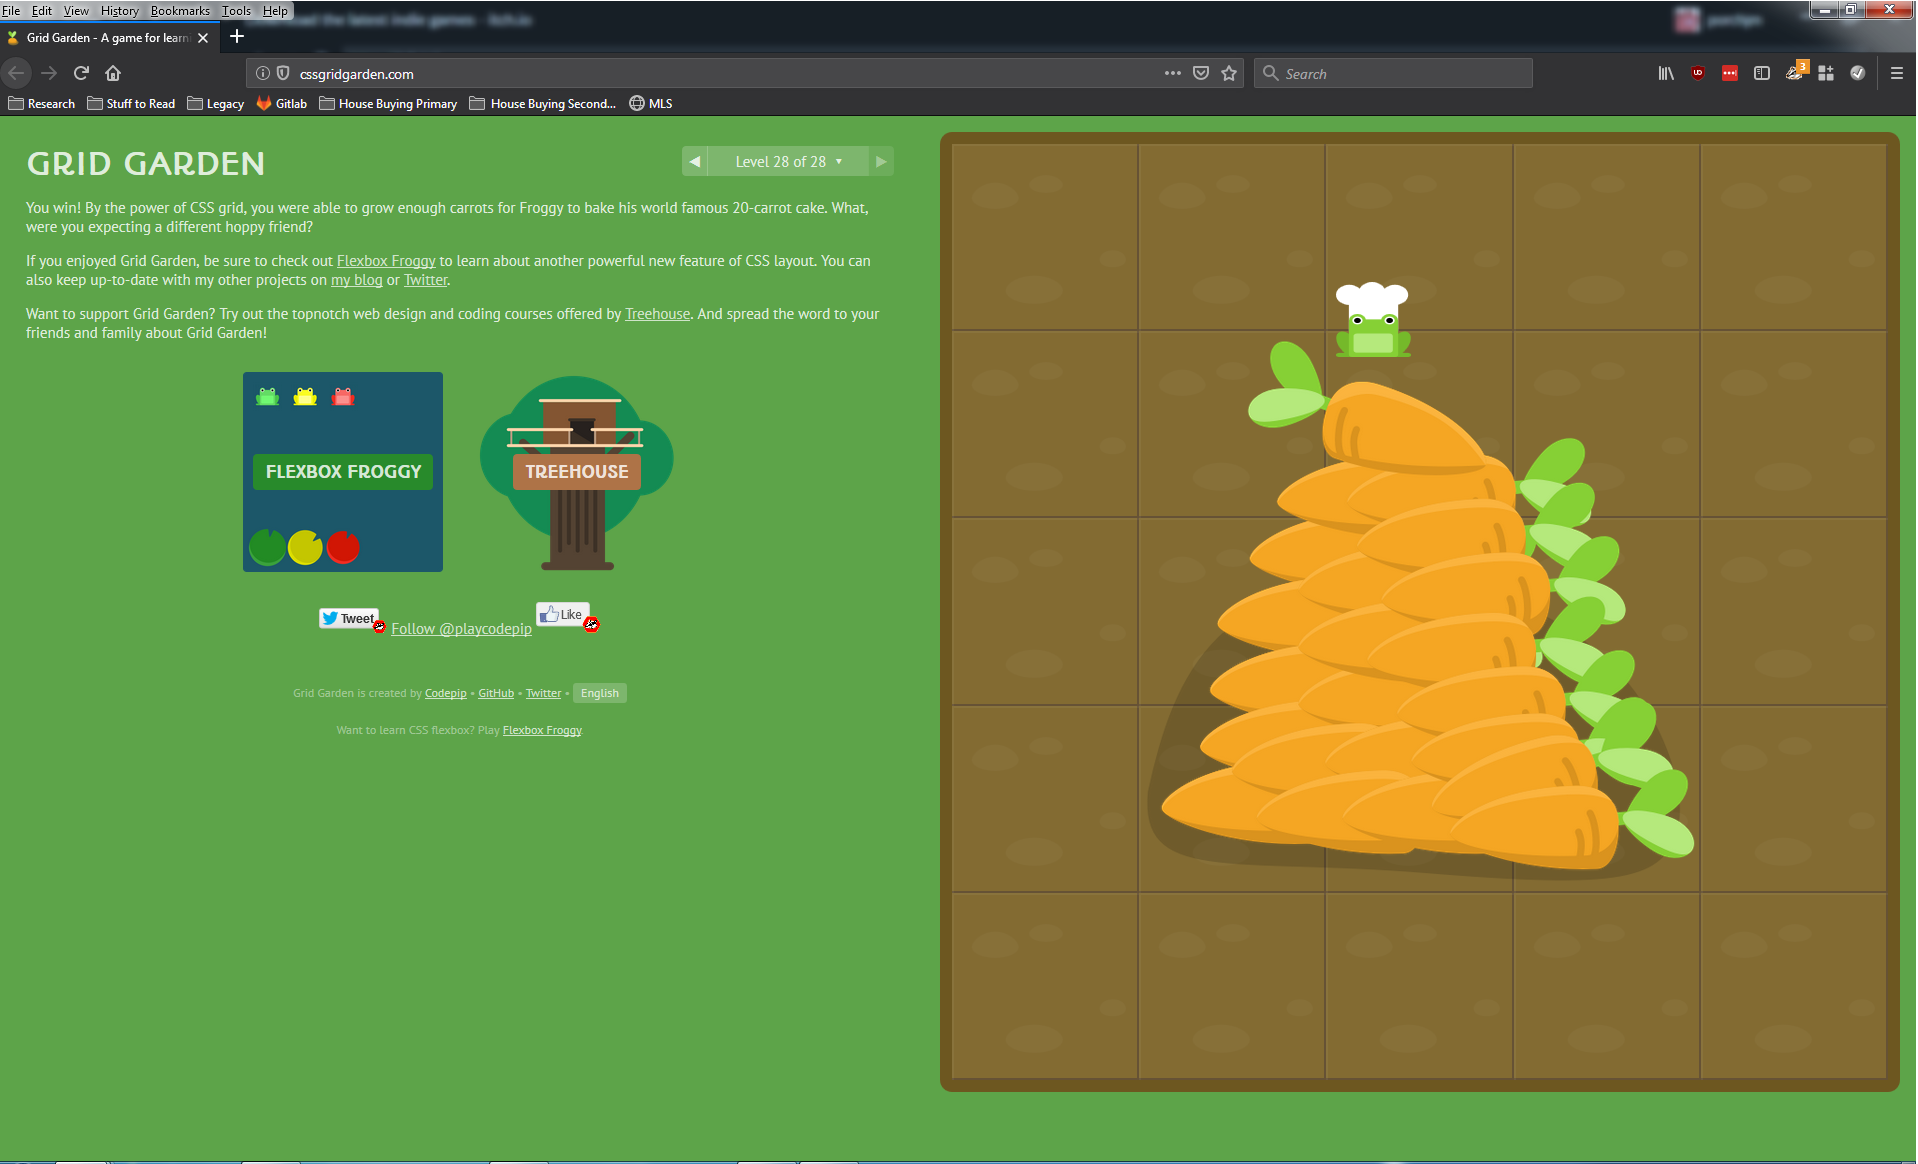 File Edit View History Bookmarks Tools Help
Grid Garden - A game for learni
cssgridgarden.com
Search
3
Research Stuff to Read Legacy Gitlab House Buying Primary House Buying Second... MLS
GRID GARDEN
Level 28 of 28
You win! By the power of CSS grid, you were able to grow enough carrots for Froggy to bake his world famous 20-carrot cake. What,
were you expecting a different hoppy friend?
If you enjoyed Grid Garden, be sure to check out Flexbox Froggy to learn about another powerful new feature of CSS layout. You can
also keep up-to-date with my other projects on my blog or Twitter.
Want to support Grid Garden? Try out the topnotch web design and coding courses offered by Treehouse. And spread the word to your
friends and family about Grid Garden!
FLEXBOX FROGGY
TREEHOUSE
Tweet
Follow @playcodepip
Like
Grid Garden is created by Codepip • GitHub • Twitter • English
Want to learn CSS flexbox? Play Flexbox Froggy.